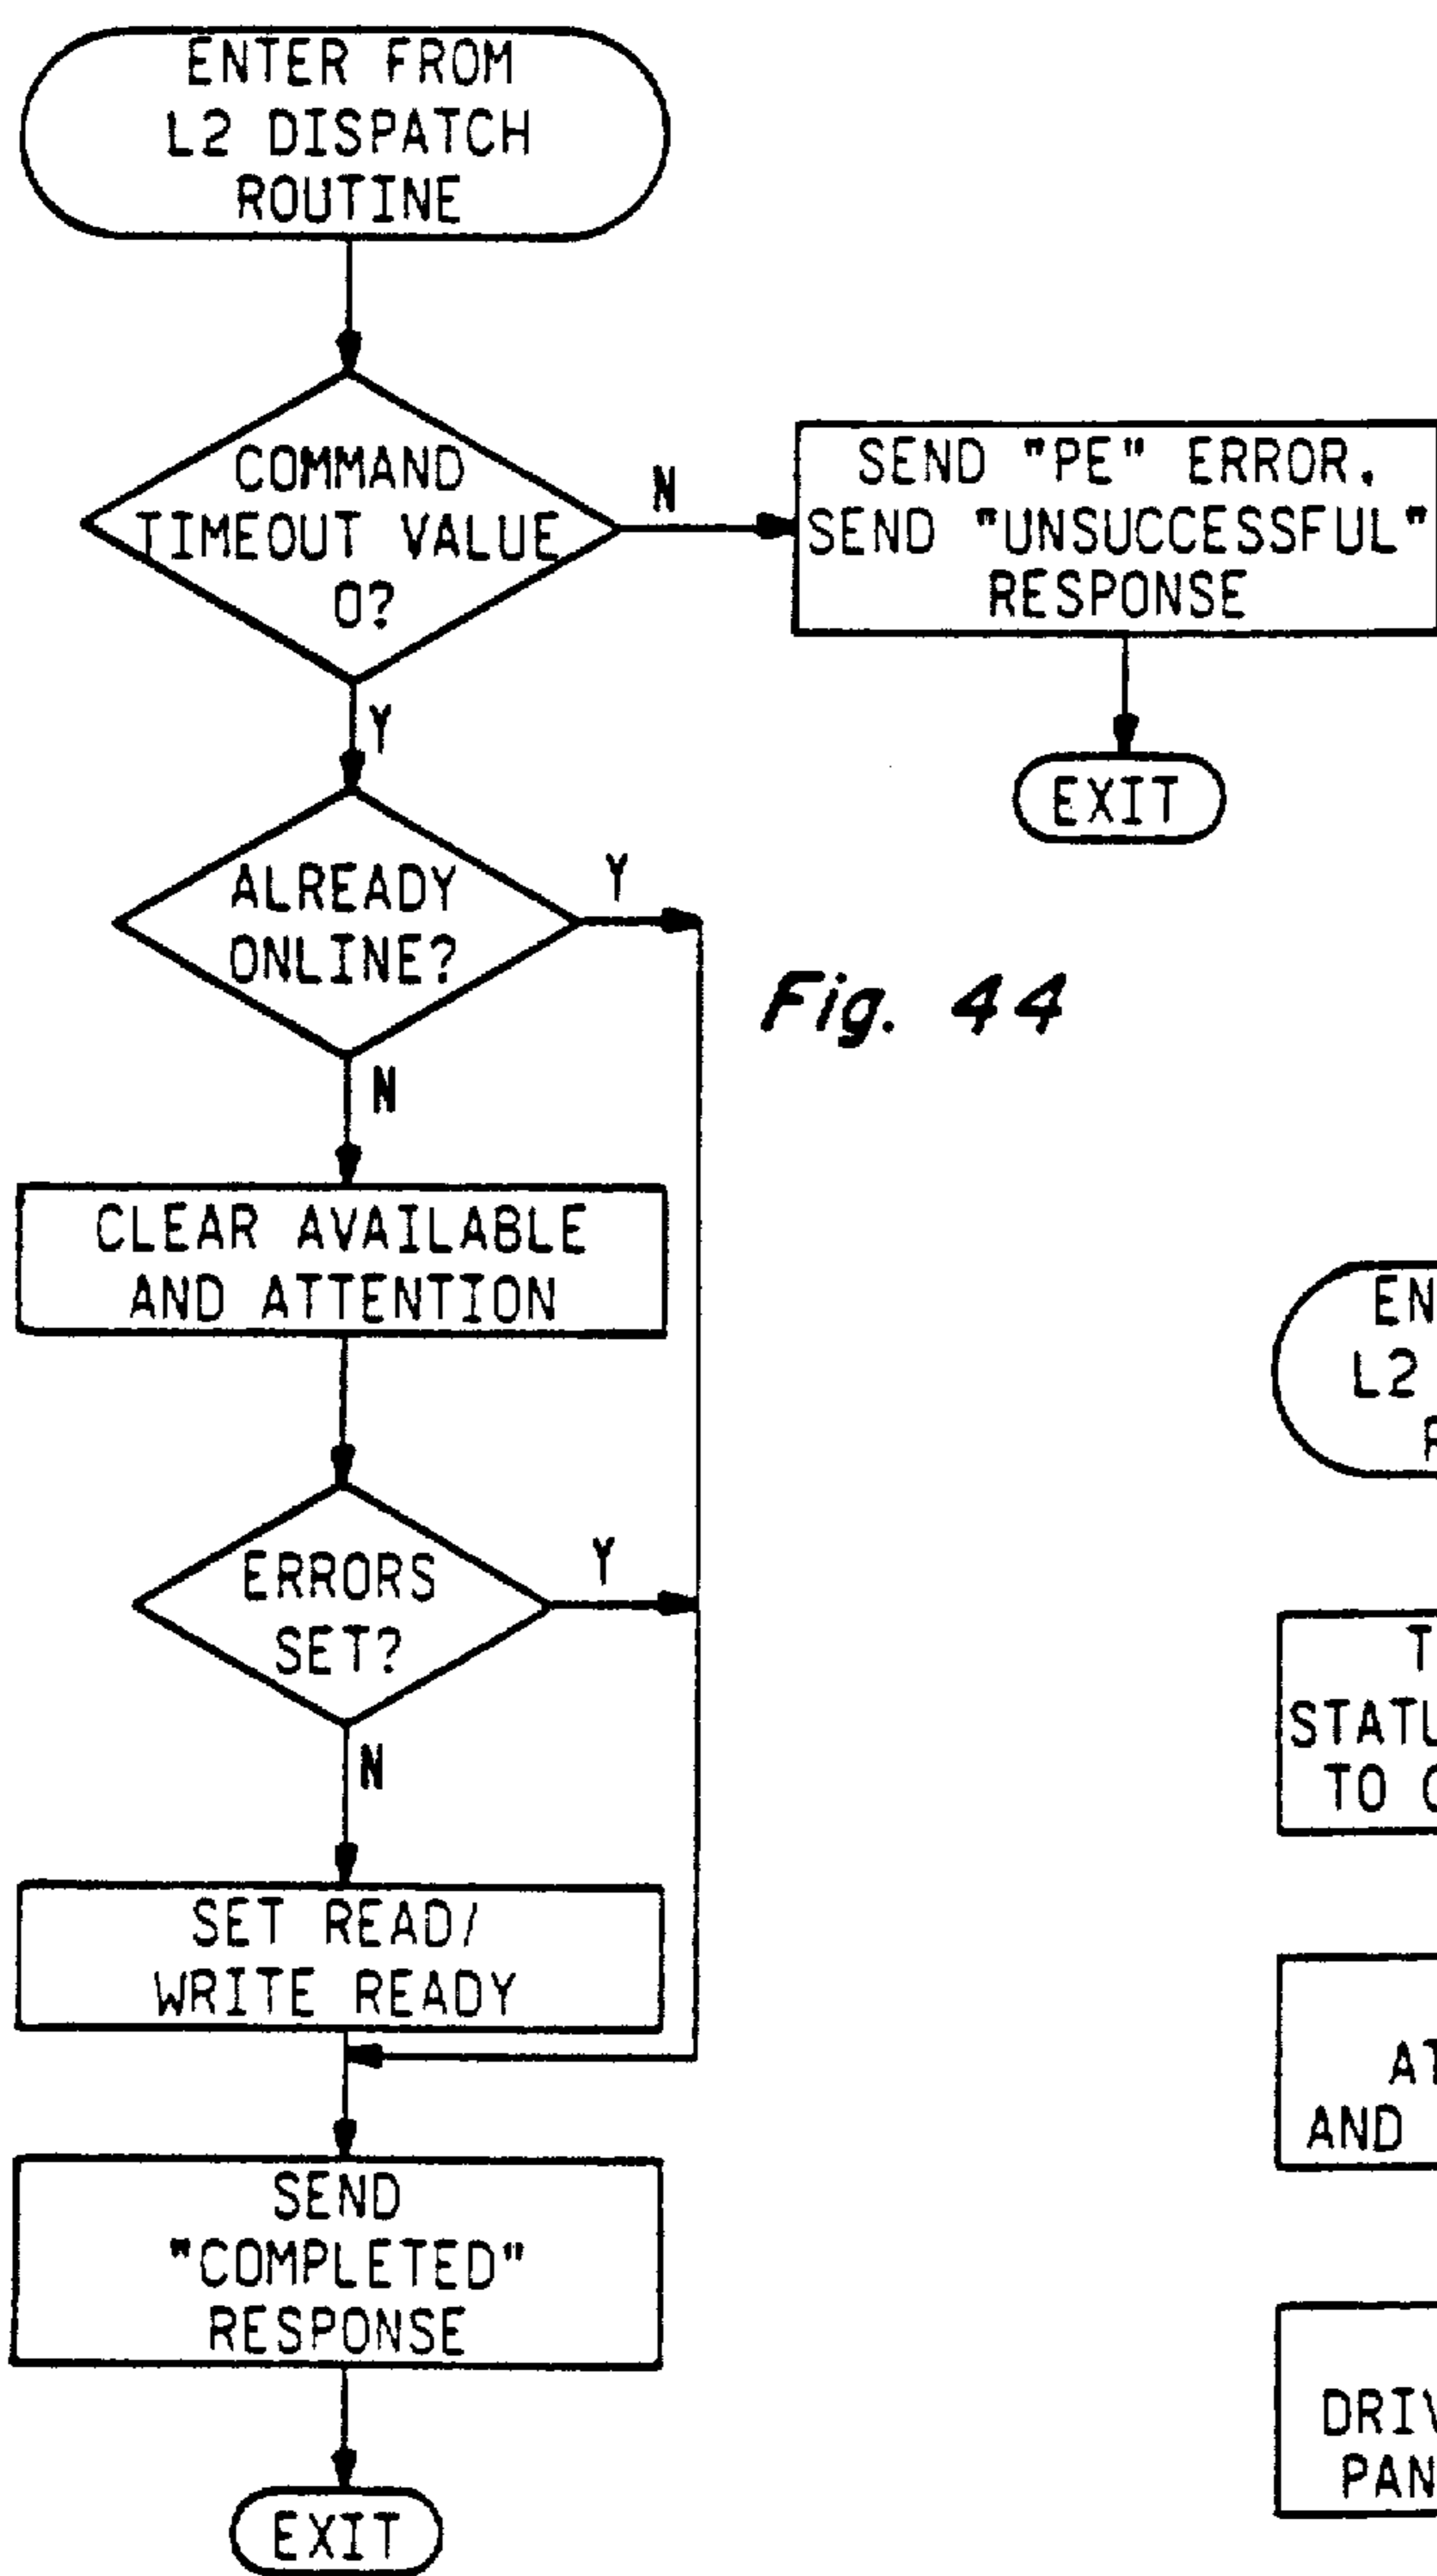 ENTER FROM
L2 DISPATCH
ROUTINE
COMMAND
TIMEOUT VALUE
0?
N
SEND "PE" ERROR.
SEND "UNSUCCESSFUL"
RESPONSE
Y
EXIT
ALREADY
ONLINE?
Y
Fig. 44
N
CLEAR AVAILABLE
AND ATTENTION
ERRORS
SET?
Y
N
SET READ/
WRITE READY
SEND
"COMPLETED"
RESPONSE
EXIT
L2
TO
AND